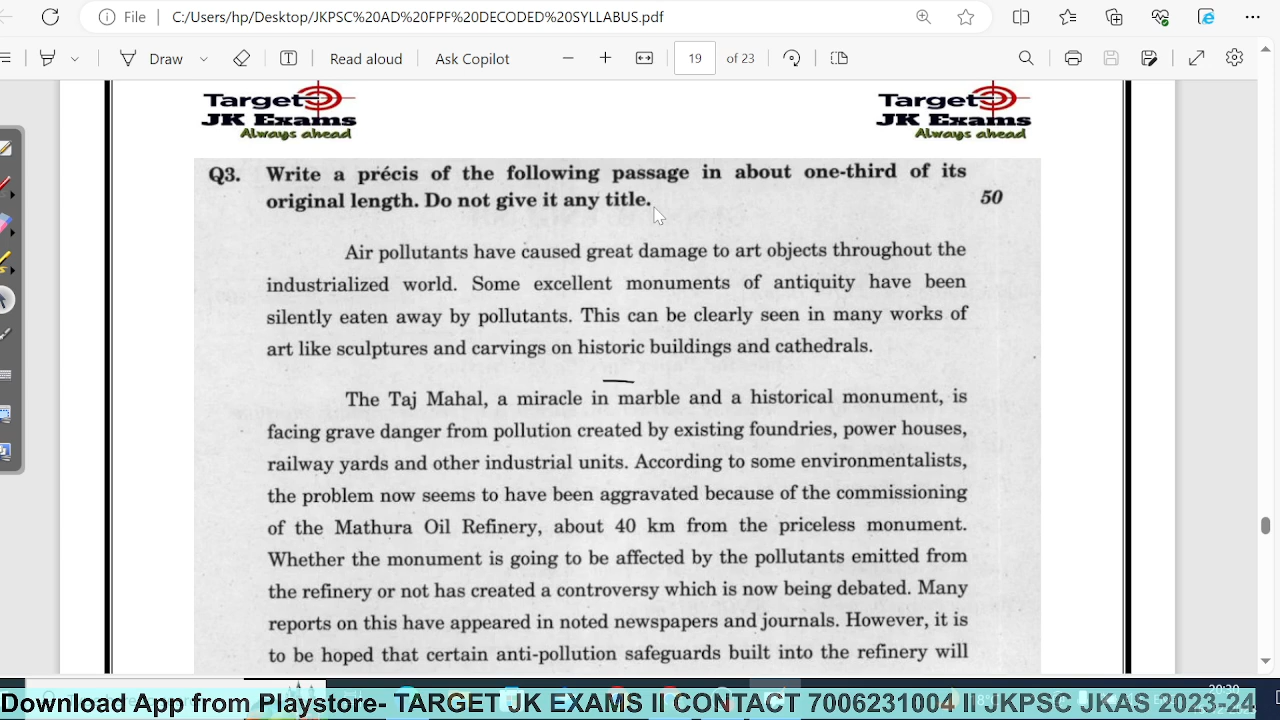 File C:/Users/hp/Desktop/JKPSC%20AD%20FPF%20DECODED%20SYLLABUS.pdf
Draw Read aloud Ask Copilot 19 of 23
Target Target
JK Exams JK Exams
Always ahead Always ahead
Q3. Write a précis of the following passage in about one-third of its
original length. Do not give it any title. 50
Air pollutants have caused great damage to art objects throughout the
industrialized world. Some excellent monuments of antiquity have been
silently eaten away by pollutants. This can be clearly seen in many works of
art like sculptures and carvings on historic buildings and cathedrals.
The Taj Mahal, a miracle in marble and a historical monument, is
facing grave danger from pollution created by existing foundries, power houses,
railway yards and other industrial units. According to some environmentalists,
the problem now seems to have been aggravated because of the commissioning
of the Mathura Oil Refinery, about 40 km from the priceless monument.
Whether the monument is going to be affected by the pollutants emitted from
the refinery or not has created a controversy which is now being debated. Many
reports on this have appeared in noted newspapers and journals. However, it is
to be hoped that certain anti-pollution safeguards built into the refinery will
Download App from Playstore- TARGET JK EXAMS II CONTACT 7006231004 II JKPSC JKAS 2023-24